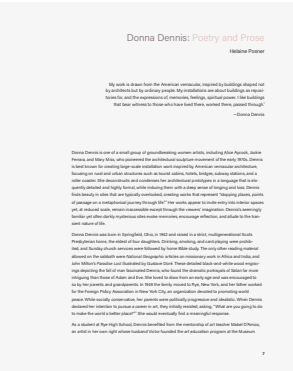 Donna Dennis: Poetry and Prose
Helaine Posner
My work is drawn from the American vernacular, inspired by buildings shaped not
by architects but by ordinary people. My installations are about buildings as reposi-
tories for, and the expressions of, memories, feelings, spiritual power. I like buildings
that bear witness to those who have lived there, worked there, passed through.
—Donna Dennis
Donna Dennis is one of a small group of groundbreaking women artists, including Alice Aycock, Jackie
Ferrara, and Mary Miss, who pioneered the architectural sculpture movement of the early 1970s. Dennis
is best known for creating large-scale installation work inspired by American vernacular architecture,
focusing on rural and urban structures such as tourist cabins, hotels, bridges, subway stations, and a
roller coaster. She deconstructs and condenses her architectural prototypes in a language that is elo-
quently detailed and highly formal, while imbuing them with a deep sense of longing and loss. Dennis
finds beauty in sites that are typically overlooked, creating works that represent "stopping places, points
of passage on a metaphorical journey through life." Her works appear to invite entry into interior spaces
yet, at reduced scale, remain inaccessible except through the viewers' imagination. Dennis's seemingly
familiar yet often darkly mysterious sites evoke memories, encourage reflection, and allude to the tran-
sient nature of life.
Donna Dennis was born in Springfield, Ohio, in 1942 and raised in a strict, multigenerational Scots
Presbyterian home, the eldest of four daughters. Drinking, smoking, and card playing were prohib-
ited, and Sunday church services were followed by home Bible study. The only other reading material
allowed on the sabbath were National Geographic articles on missionary work in Africa and India, and
John Milton's Paradise Lost illustrated by Gustave Doré. These detailed black-and-white wood engrav-
ings depicting the fall of man fascinated Dennis, who found the dramatic portrayals of Satan far more
intriguing than those of Adam and Eve. She loved to draw from an early age and was encouraged to
do so by her parents and grandparents. In 1949 the family moved to Rye, New York, and her father worked
for the Foreign Policy Association in New York City, an organization devoted to promoting world
peace. While socially conservative, her parents were politically progressive and idealistic. When Dennis
declared her intention to pursue a career in art, they initially resisted, asking, "What are you going to do
to make the world a better place?" She would eventually find a meaningful response.
As a student at Rye High School, Dennis benefited from the mentorship of art teacher Mabel D'Amico,
an artist in her own right whose husband Victor founded the art education program at the Museum
7